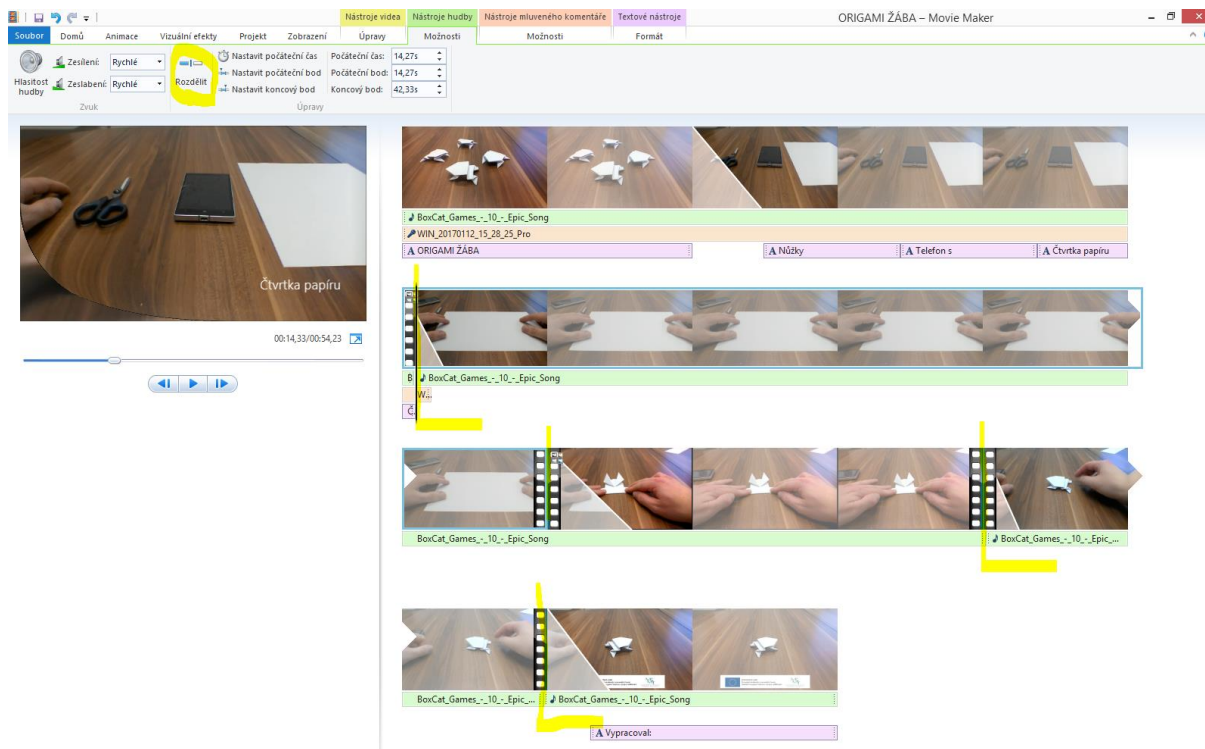 Nástroje videa Nástroje hudby Nástroje mluveného komentáře Textové nástroje ORIGAMI ŽÁBA – Movie Maker
Soubor Domů Animace Vizuální efekty Projekt Zobrazení Úpravy Možnosti Možnosti Formát
Hlasitost hudby
Zesílení: Rychlé
Zeslabení: Rychlé
Zvuk
Rozdělit
Nastavit počáteční čas
Nastavit počáteční bod
Nastavit koncový bod
Počáteční čas: 14,27s
Počáteční bod: 14,27s
Koncový bod: 42,33s
Úpravy
Čtvrtka papíru
00:14,33/00:54,23
BoxCat_Games_-_10_-_Epic_Song
WIN_20170112_15_28_25_Pro
A ORIGAMI ŽÁBA A Nůžky A Telefon s A Čtvrtka papíru
B. BoxCat_Games_-_10_-_Epic_Song
W...
Č.
BoxCat_Games_-_10_-_Epic_Song BoxCat_Games_-_10_-_Epic_...
BoxCat_Games_-_10_-_Epic_... BoxCat_Games_-_10_-_Epic_Song
A Vypracoval: